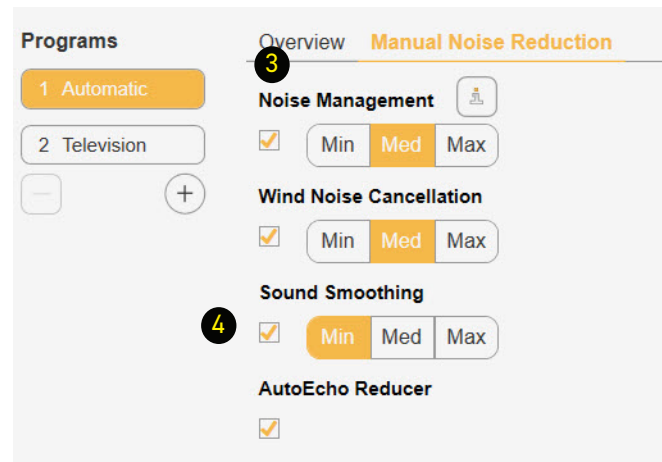 Programs
Overview Manual Noise Reduction
3
1 Automatic
Noise Management i
2 Television
Min Med Max
− +
Wind Noise Cancellation
Min Med Max
Sound Smoothing
4
Min Med Max
AutoEcho Reducer